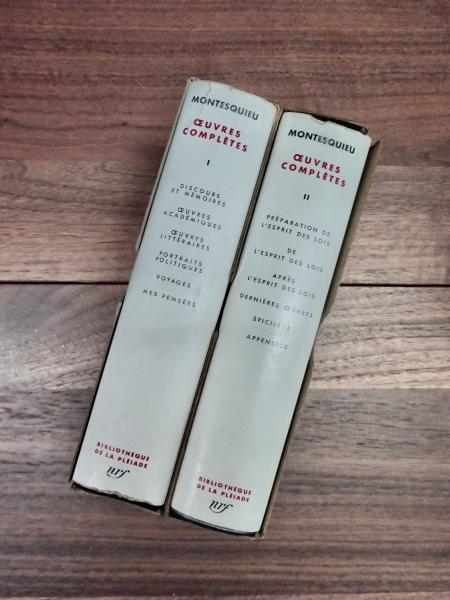 MONTESQUIEU
ŒUVRES
COMPLÈTES
I
DISCOURS
ET MÉMOIRES
ŒUVRES
ACADÉMIQUES
ŒUVRES
LITTÉRAIRES
PORTRAITS
POLITIQUES
VOYAGES
MES PENSÉES
BIBLIOTHÈQUE
DE LA PLÉIADE
nrf
MONTESQUIEU
ŒUVRES
COMPLÈTES
II
PRÉPARATION DE
L'ESPRIT DES LOIS
DE
L'ESPRIT DES LOIS
APRÈS
L'ESPRIT DES LOIS
DERNIÈRES ŒUVRES
SPICILÈGE
APPENDICE
BIBLIOTHÈQUE
DE LA PLÉIADE
nrf